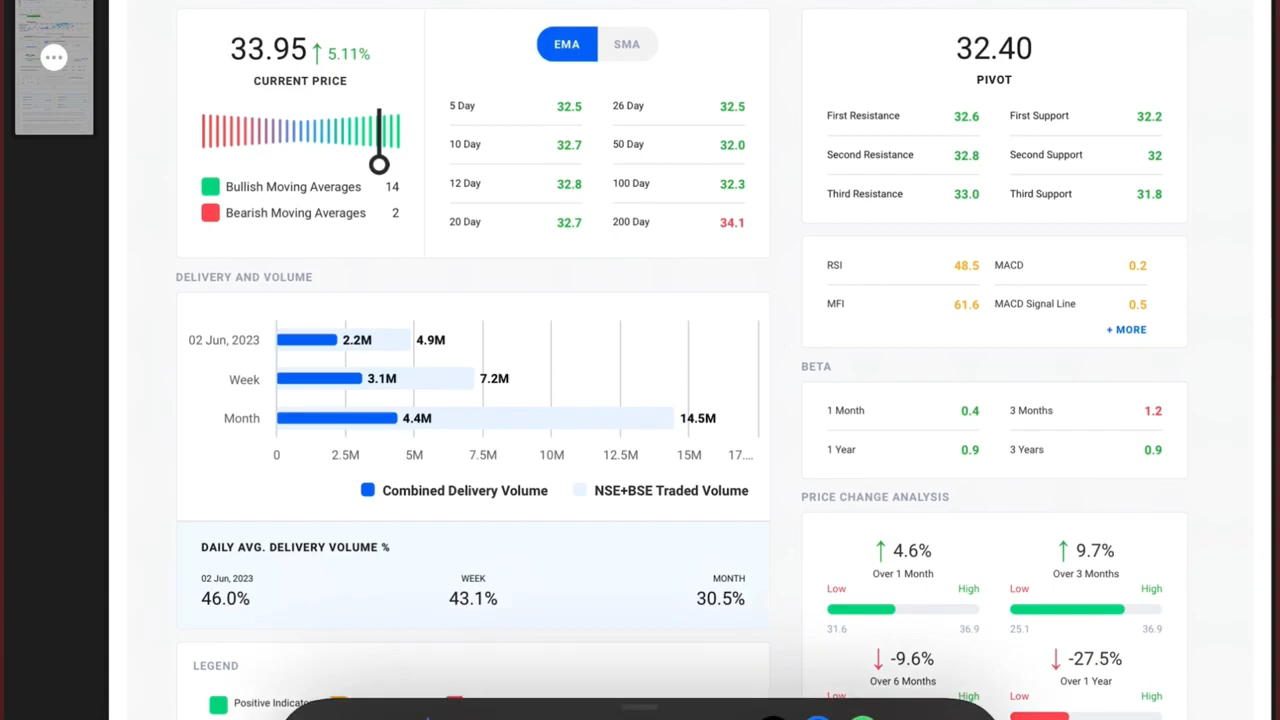 33.95 ↑ 5.11%
CURRENT PRICE
Bullish Moving Averages 14
Bearish Moving Averages 2
EMA SMA
5 Day 32.5 26 Day 32.5
10 Day 32.7 50 Day 32.0
12 Day 32.8 100 Day 32.3
20 Day 32.7 200 Day 34.1
32.40
PIVOT
First Resistance 32.6 First Support 32.2
Second Resistance 32.8 Second Support 32
Third Resistance 33.0 Third Support 31.8
RSI 48.5 MACD 0.2
MFI 61.6 MACD Signal Line 0.5
+ MORE
DELIVERY AND VOLUME
02 Jun, 2023 2.2M 4.9M
Week 3.1M 7.2M
Month 4.4M 14.5M
0 2.5M 5M 7.5M 10M 12.5M 15M 17....
Combined Delivery Volume NSE+BSE Traded Volume
DAILY AVG. DELIVERY VOLUME %
02 Jun, 2023 WEEK MONTH
46.0% 43.1% 30.5%
BETA
1 Month 0.4 3 Months 1.2
1 Year 0.9 3 Years 0.9
PRICE CHANGE ANALYSIS
↑ 4.6% ↑ 9.7%
Over 1 Month Over 3 Months
Low High Low High
31.6 36.9 25.1 36.9
↓ -9.6% ↓ -27.5%
Over 6 Months Over 1 Year
Low High Low High
LEGEND
Positive Indicato